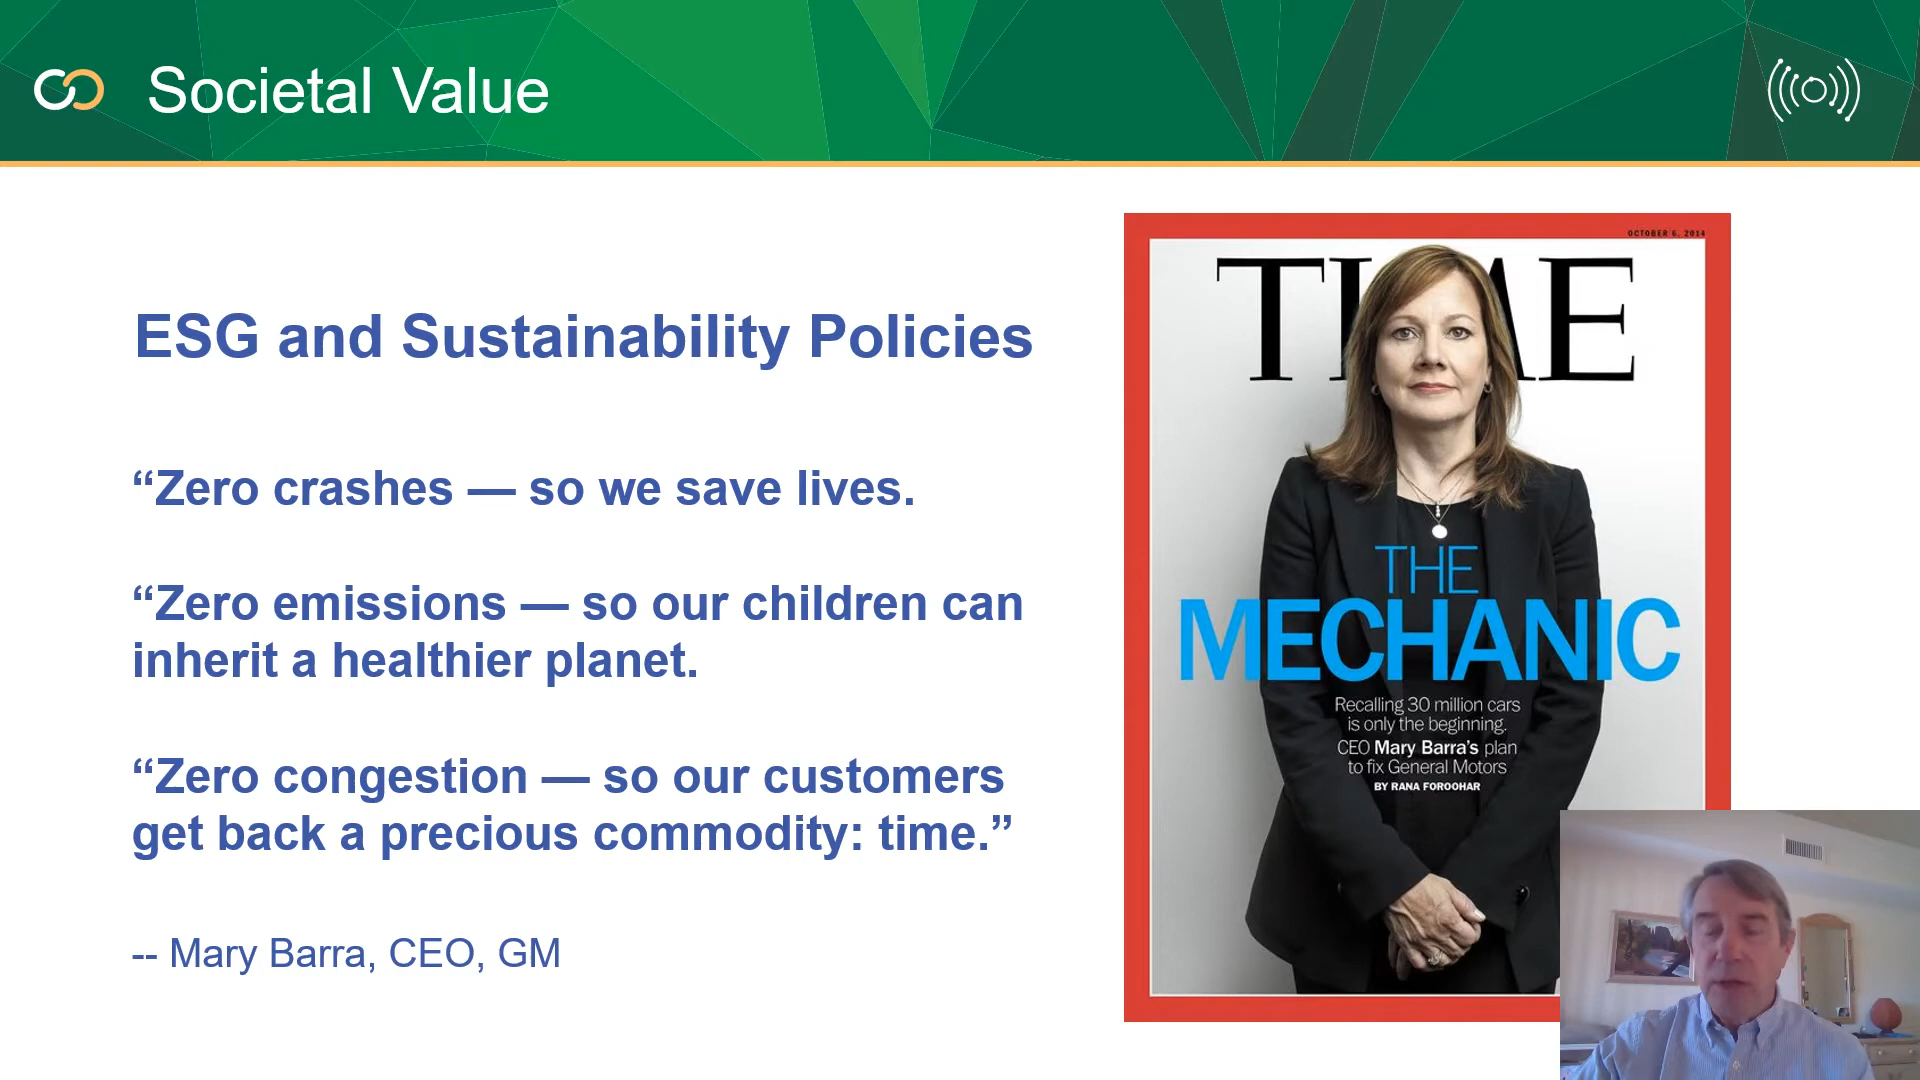 Societal Value
ESG and Sustainability Policies
“Zero crashes — so we save lives.
“Zero emissions — so our children can
inherit a healthier planet.
“Zero congestion — so our customers
get back a precious commodity: time.”
-- Mary Barra, CEO, GM
OCTOBER 6, 2014
TIME
THE
MECHANIC
Recalling 30 million cars
is only the beginning.
CEO Mary Barra’s plan
to fix General Motors
BY RANA FOROOHAR